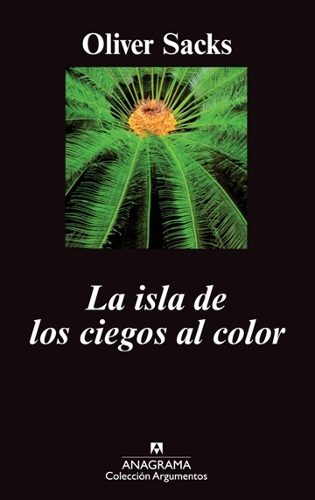 Oliver Sacks
La isla de
los ciegos al color
ANAGRAMA
Colección Argumentos